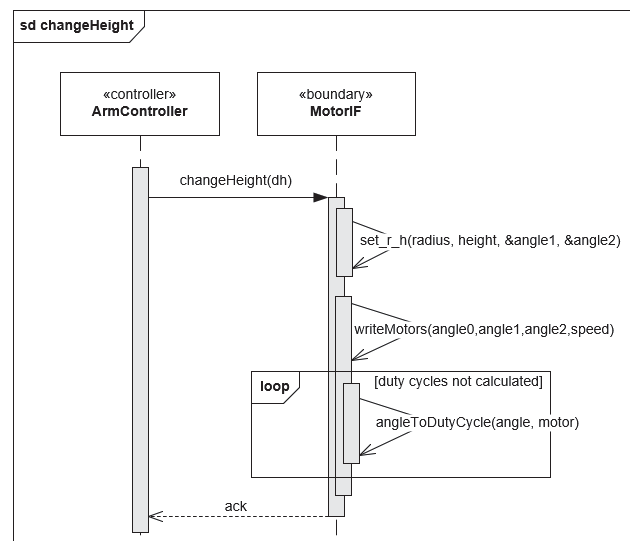 sd changeHeight
«controller»
ArmController
«boundary»
MotorIF
changeHeight(dh)
set_r_h(radius, height, &angle1, &angle2)
writeMotors(angle0,angle1,angle2,speed)
loop
[duty cycles not calculated]
angleToDutyCycle(angle, motor)
ack